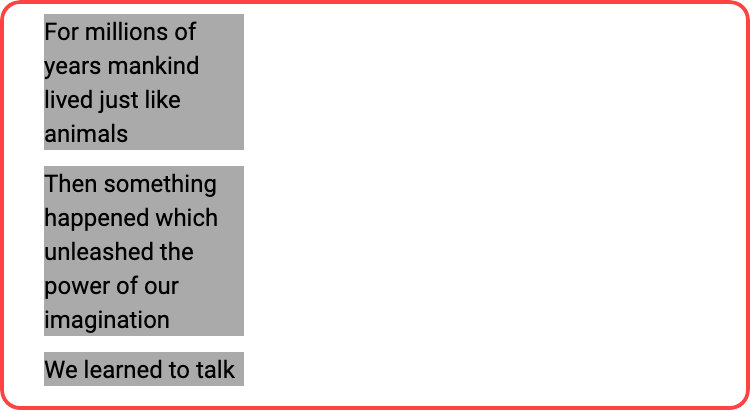 For millions of
years mankind
lived just like
animals
Then something
happened which
unleashed the
power of our
imagination
We learned to talk